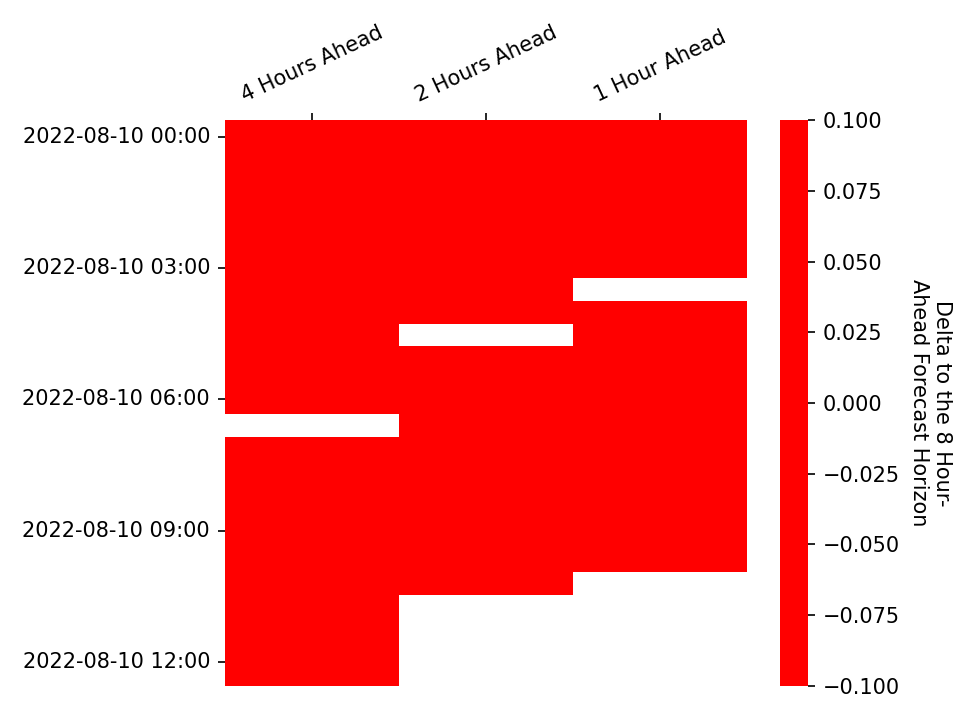 4 Hours Ahead
2 Hours Ahead
1 Hour Ahead
2022-08-10 00:00
2022-08-10 03:00
2022-08-10 06:00
2022-08-10 09:00
2022-08-10 12:00
0.100
0.075
0.050
0.025
0.000
−0.025
−0.050
−0.075
−0.100
Delta to the 8 Hour-
Ahead Forecast Horizon